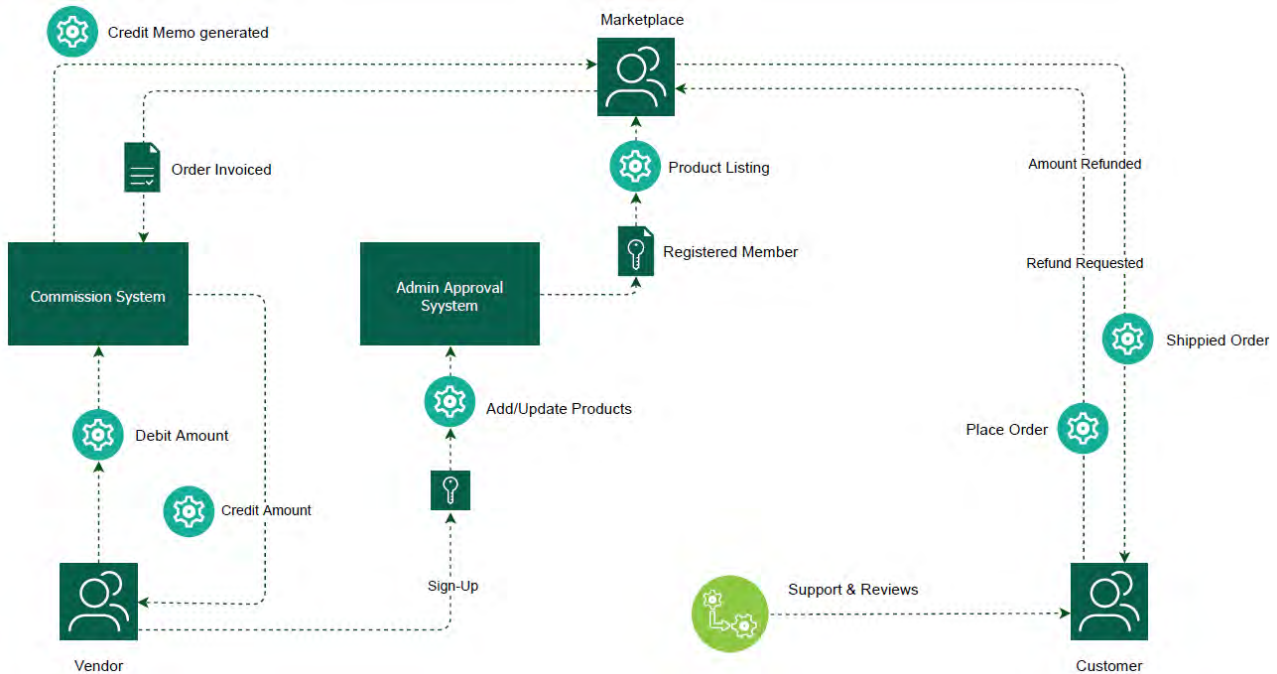 Marketplace
Credit Memo generated
Order Invoiced
Product Listing
Amount Refunded
Registered Member
Refund Requested
Commission System
Admin Approval
Syystem
Shippied Order
Add/Update Products
Place Order
Debit Amount
Credit Amount
Sign-Up
Support & Reviews
Vendor
Customer